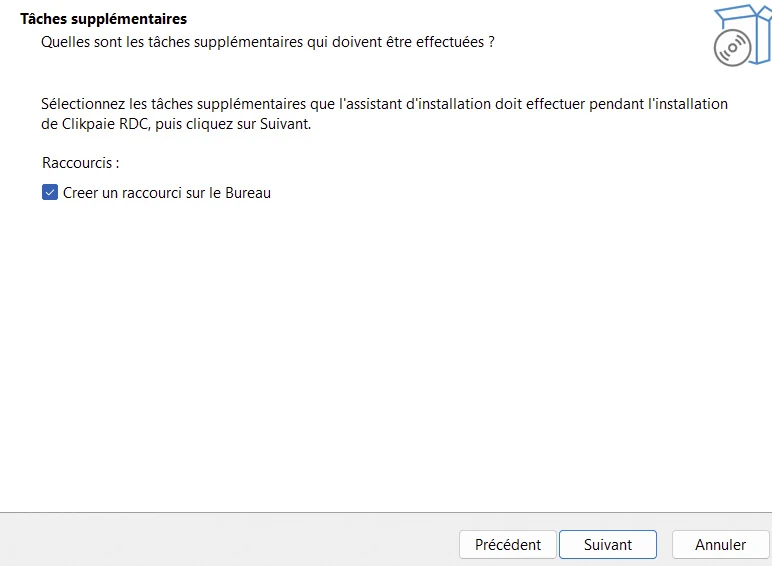 Tâches supplémentaires
Quelles sont les tâches supplémentaires qui doivent être effectuées ?
Sélectionnez les tâches supplémentaires que l'assistant d'installation doit effectuer pendant l'installation
de Clikpaie RDC, puis cliquez sur Suivant.
Raccourcis :
Creer un raccourci sur le Bureau
Précédent
Suivant
Annuler